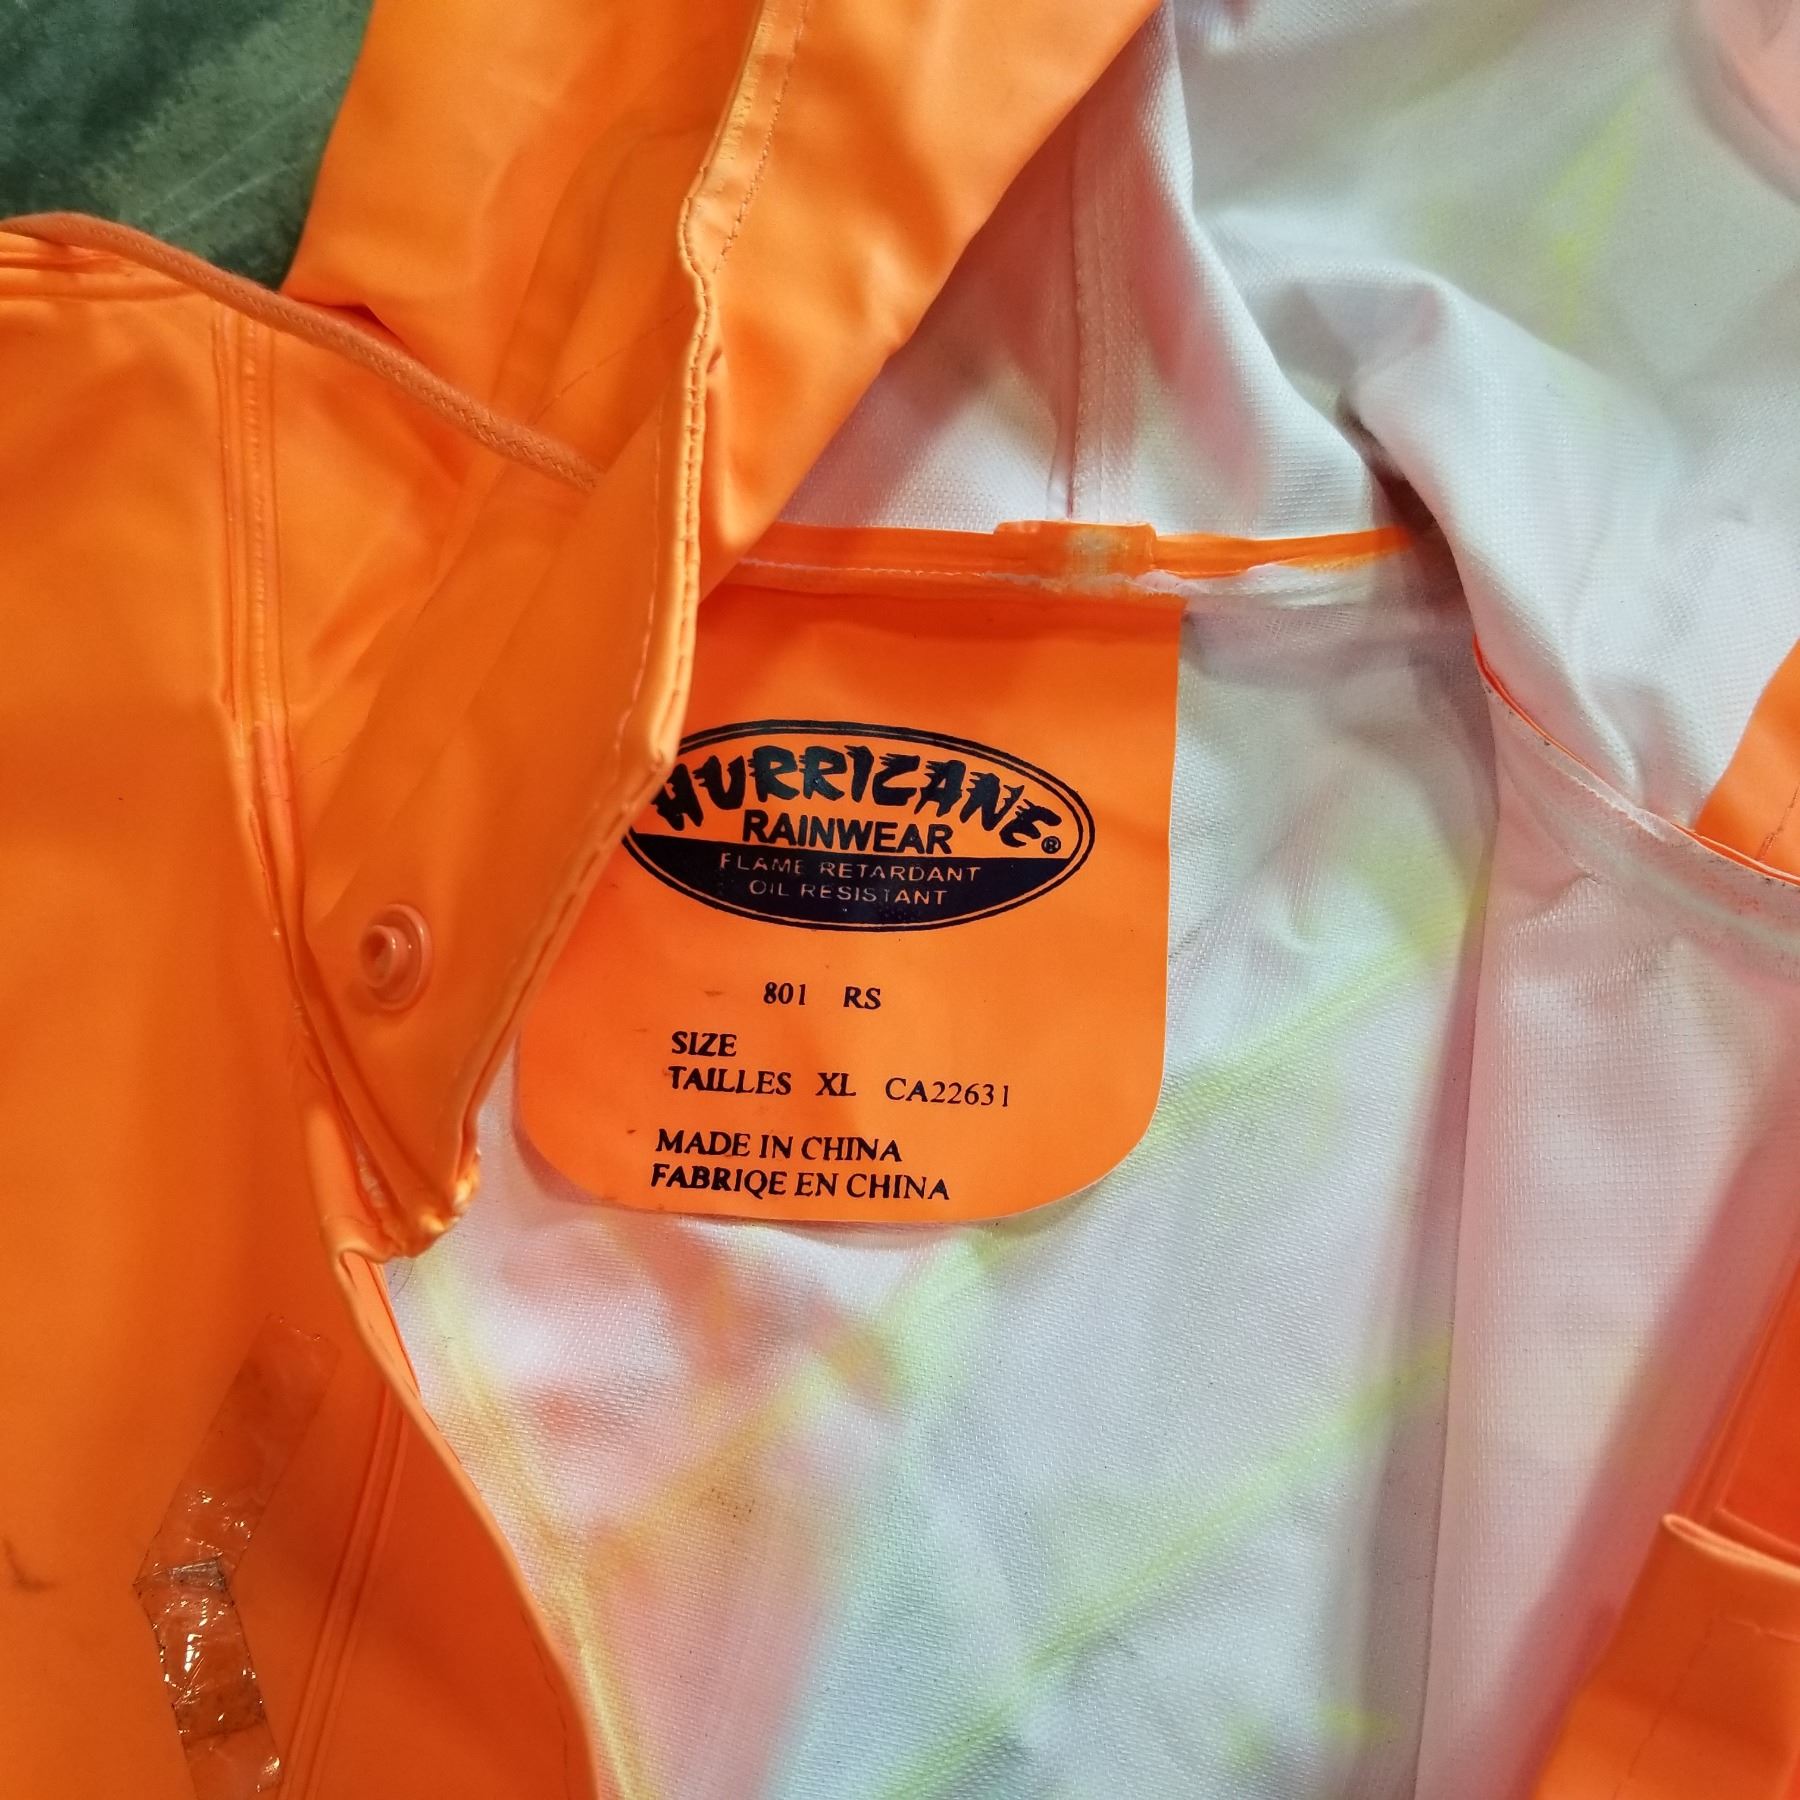 HURRICANE®
RAINWEAR
FLAME RETARDANT
OIL RESISTANT
801 RS
SIZE
TAILLES XL CA22631
MADE IN CHINA
FABRIQE EN CHINA